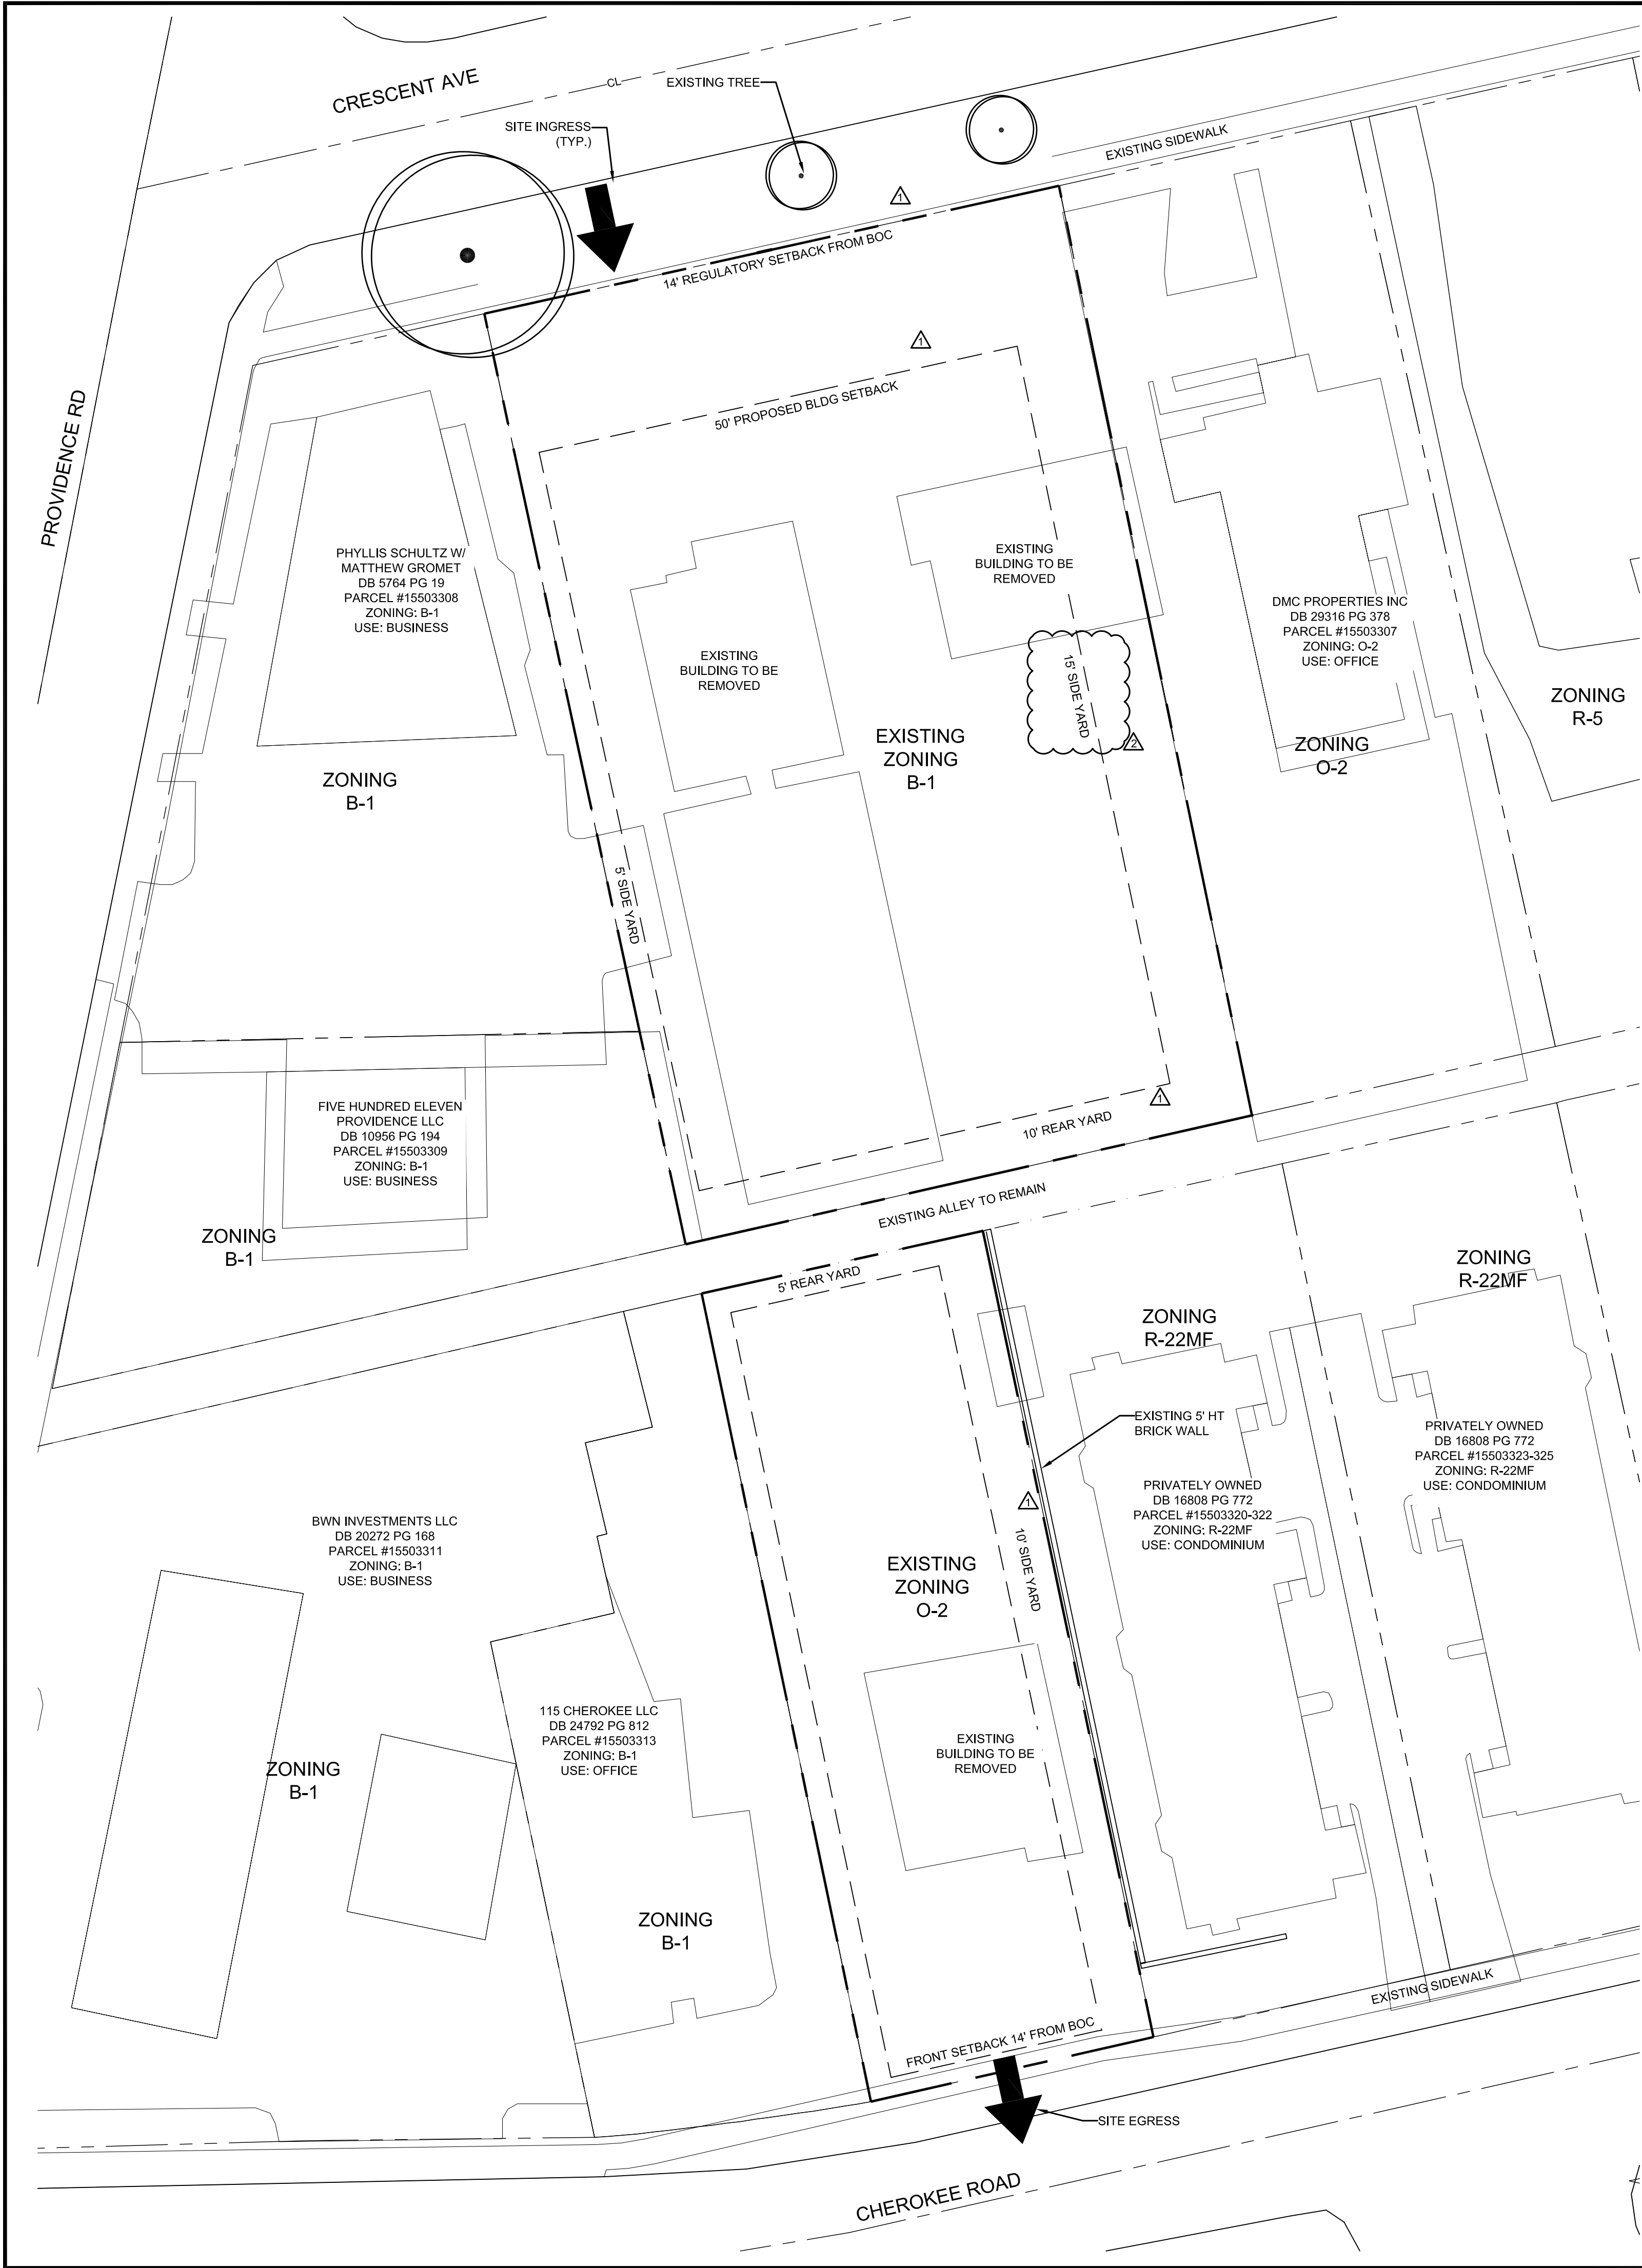 CRESCENT AVE
CL
EXISTING TREE
SITE INGRESS
(TYP.)
EXISTING SIDEWALK
1
14' REGULATORY SETBACK FROM BOC
1
50' PROPOSED BLDG SETBACK
PROVIDENCE RD
PHYLLIS SCHULTZ W/
MATTHEW GROMET
DB 5764 PG 19
PARCEL #15503308
ZONING: B-1
USE: BUSINESS
EXISTING
BUILDING TO BE
REMOVED
EXISTING
BUILDING TO BE
REMOVED
DMC PROPERTIES INC
DB 29316 PG 378
PARCEL #15503307
ZONING: O-2
USE: OFFICE
15' SIDE YARD
2
ZONING
R-5
EXISTING
ZONING
B-1
ZONING
O-2
ZONING
B-1
5' SIDE YARD
FIVE HUNDRED ELEVEN
PROVIDENCE LLC
DB 10956 PG 194
PARCEL #15503309
ZONING: B-1
USE: BUSINESS
1
10' REAR YARD
EXISTING ALLEY TO REMAIN
ZONING
B-1
5' REAR YARD
ZONING
R-22MF
ZONING
R-22MF
EXISTING 5' HT
BRICK WALL
PRIVATELY OWNED
DB 16808 PG 772
PARCEL #15503323-325
ZONING: R-22MF
USE: CONDOMINIUM
PRIVATELY OWNED
DB 16808 PG 772
PARCEL #15503320-322
ZONING: R-22MF
USE: CONDOMINIUM
1
10' SIDE YARD
BWN INVESTMENTS LLC
DB 20272 PG 168
PARCEL #15503311
ZONING: B-1
USE: BUSINESS
EXISTING
ZONING
O-2
115 CHEROKEE LLC
DB 24792 PG 812
PARCEL #15503313
ZONING: B-1
USE: OFFICE
EXISTING
BUILDING TO BE
REMOVED
ZONING
B-1
ZONING
B-1
EXISTING SIDEWALK
FRONT SETBACK 14' FROM BOC
SITE EGRESS
CHEROKEE ROAD